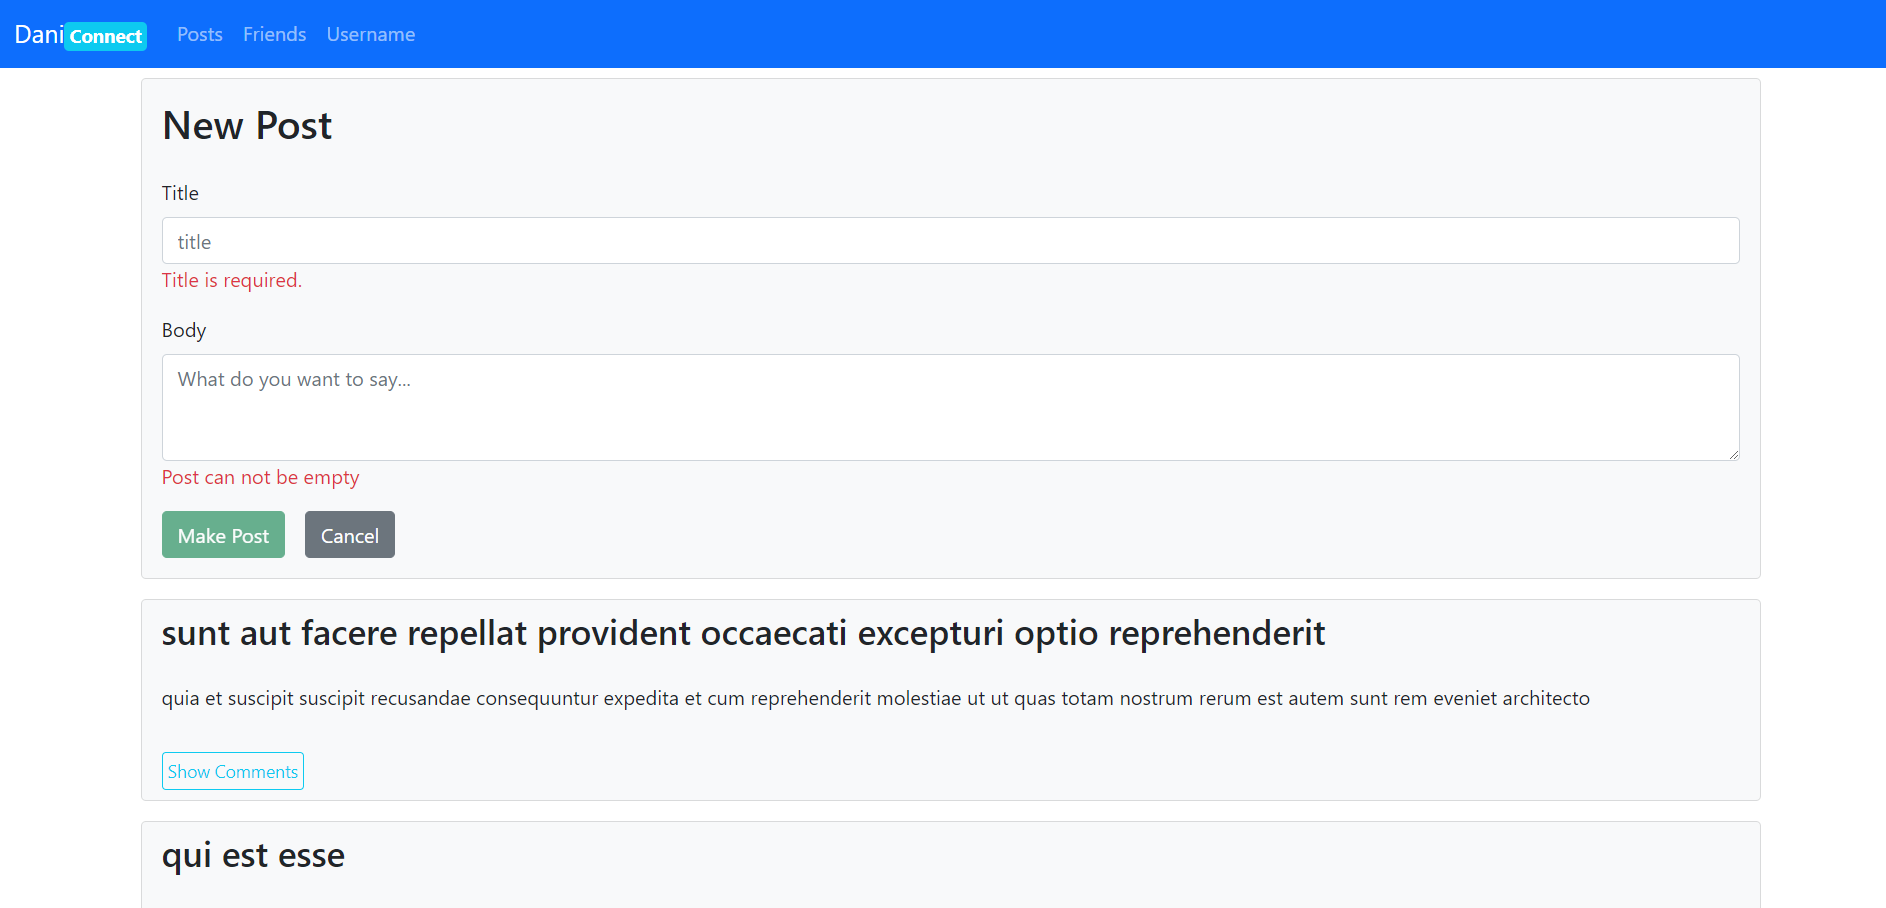 DaniConnect Posts Friends Username
New Post
Title
title
Title is required.
Body
What do you want to say...
Post can not be empty
Make Post Cancel
sunt aut facere repellat provident occaecati excepturi optio reprehenderit
quia et suscipit suscipit recusandae consequuntur expedita et cum reprehenderit molestiae ut ut quas totam nostrum rerum est autem sunt rem eveniet architecto
Show Comments
qui est esse